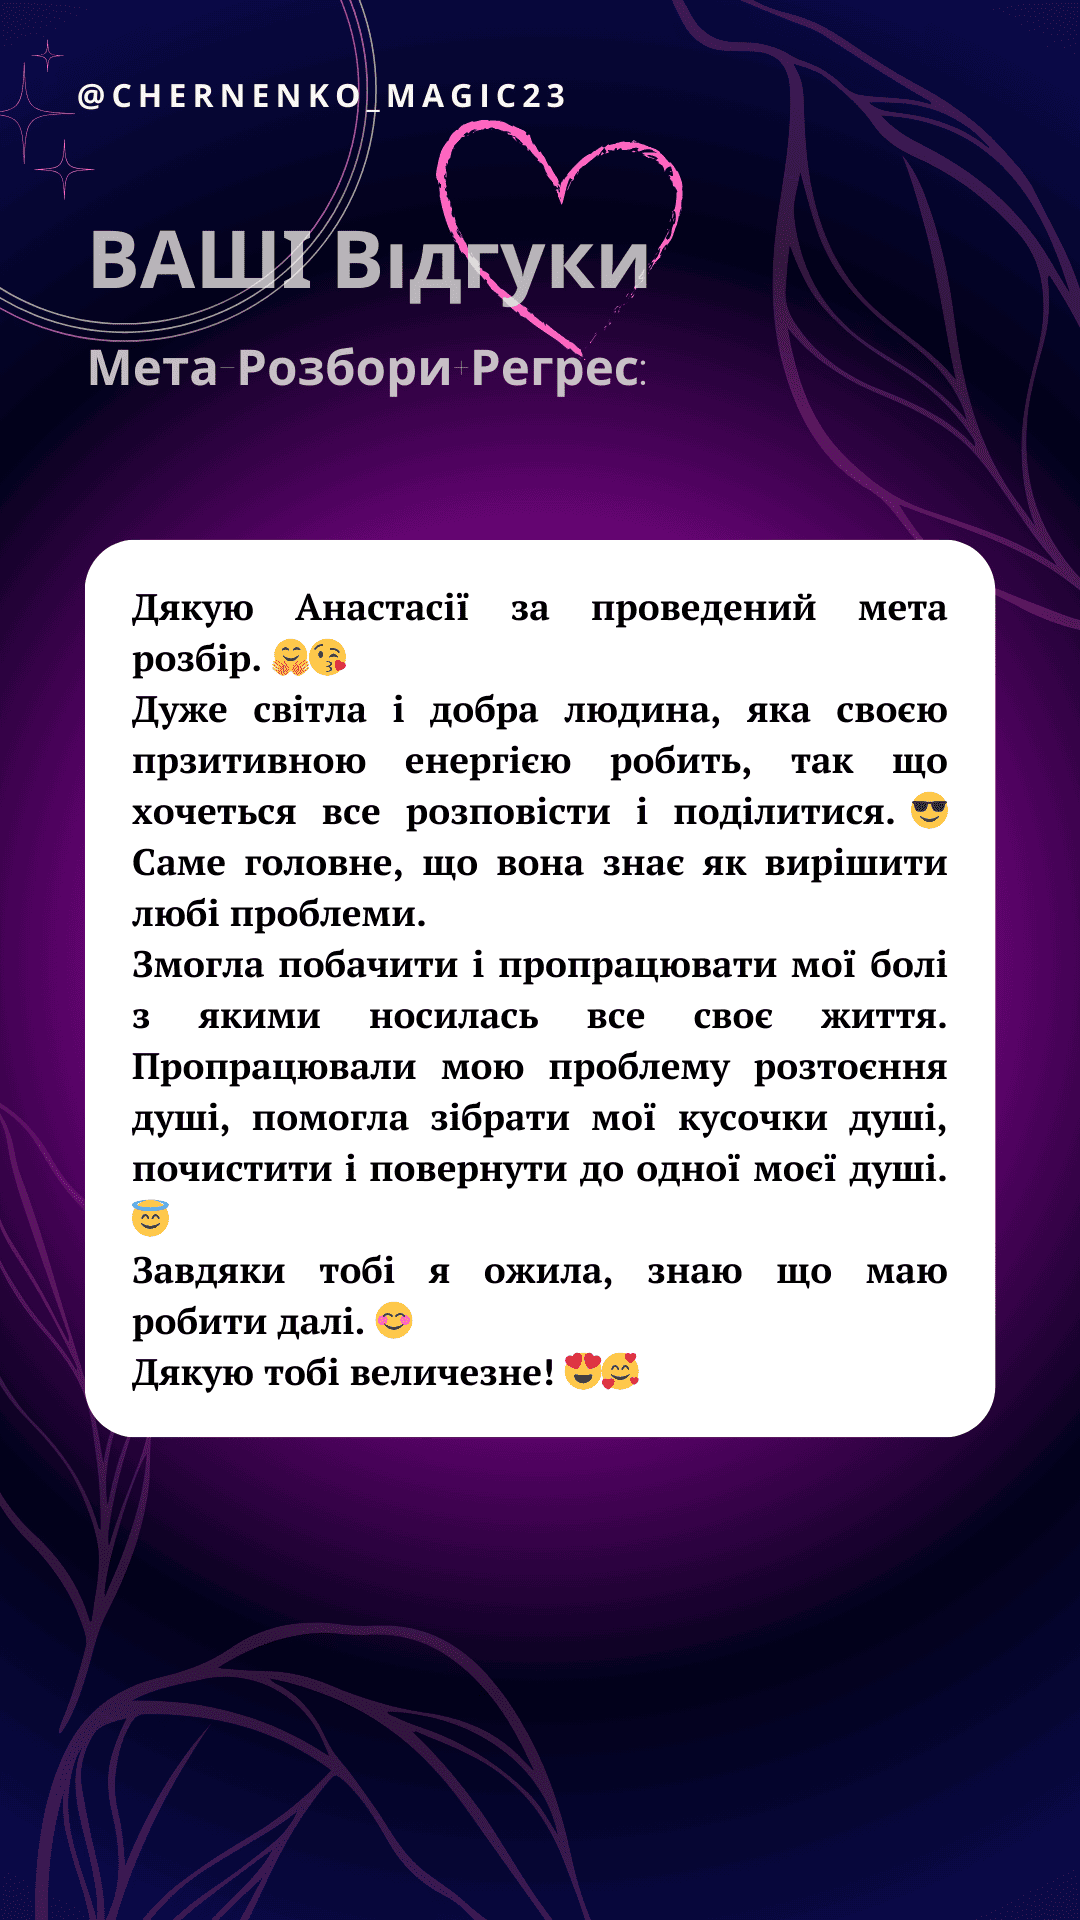 @CHERNENKO_MAGIC23
ВАШІ Відгуки
Мета-Розбори+Регрес:
Дякую Анастасії за проведений мета
розбір. 🤗😘
Дуже світла і добра людина, яка своєю
прзитивною енергією робить, так що
хочеться все розповісти і поділитися. 😎
Саме головне, що вона знає як вирішити
любі проблеми.
Змогла побачити і пропрацювати мої болі
з якими носилась все своє життя.
Пропрацювали мою проблему розтоєння
душі, помогла зібрати мої кусочки душі,
почистити і повернути до одної моєї душі.
😇
Завдяки тобі я ожила, знаю що маю
робити далі. 😊
Дякую тобі величезне! 😍🥰